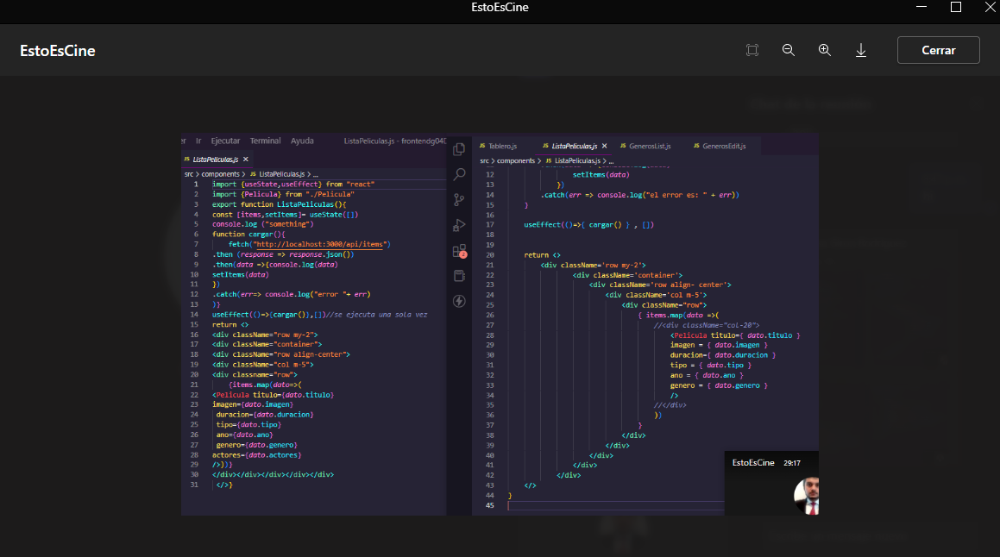 EstoEsCine
EstoEsCine
Cerrar
Ir Ejecutar Terminal Ayuda ListaPeliculas.js - frontendg04
JS ListaPeliculas.js ×
src > components > JS ListaPeliculas.js > ...
1 import {useState,useEffect} from "react"
2 import {Pelicula} from "./Pelicula"
3 export function ListaPeliculas(){
4 const [items,setItems]= useState([])
5 console.log ("something")
6 function cargar(){
7 fetch("http://localhost:3000/api/items")
8 .then (response => response.json())
9 .then(data =>{console.log(data)
10 setItems(data)
11 })
12 .catch(err=> console.log("error "+ err)
13 )}
14 useEffect(()=>{cargar()},[])//se ejecuta una sola vez
15 return <>
16 <div className="row my-2">
17 <div className="container">
18 <div className="row align-center">
19 <div className="col m-5">
20 <div classname="row">
21 {items.map(dato=>(
22 <Pelicula titulo={dato.titulo}
23 imagen={dato.imagen}
24 duracion={dato.duracion}
25 tipo={dato.tipo}
26 ano={dato.ano}
27 genero={dato.genero}
28 actores={dato.actores}
29 />))}
30 </div></div></div></div></div>
31 </>}
JS Tablero.js JS ListaPeliculas.js × JS GenerosList.js JS GenerosEdit.js
src > components > JS ListaPeliculas.js > ...
12 setItems(data)
13 })
14 .catch(err => console.log("el error es: " + err))
15 }
16
17 useEffect(()=>{ cargar() } , [])
18
19
20 return <>
21 <div className='row my-2'>
22 <div className='container'>
23 <div className='row align- center'>
24 <div className='col m-5'>
25 <div className="row">
26 { items.map(dato =>(
27 //<div className="col-20">
28 <Pelicula titulo={ dato.titulo }
29 imagen = { dato.imagen }
30 duracion={ dato.duracion }
31 tipo = { dato.tipo }
32 ano = { dato.ano }
33 genero = { dato.genero }
34 />
35 //</div>
36 ))
37 }
38 </div>
39 </div>
40 </div>
41 </div>
42 </div>
43 </>
44 }
45
2
EstoEsCine 29:17